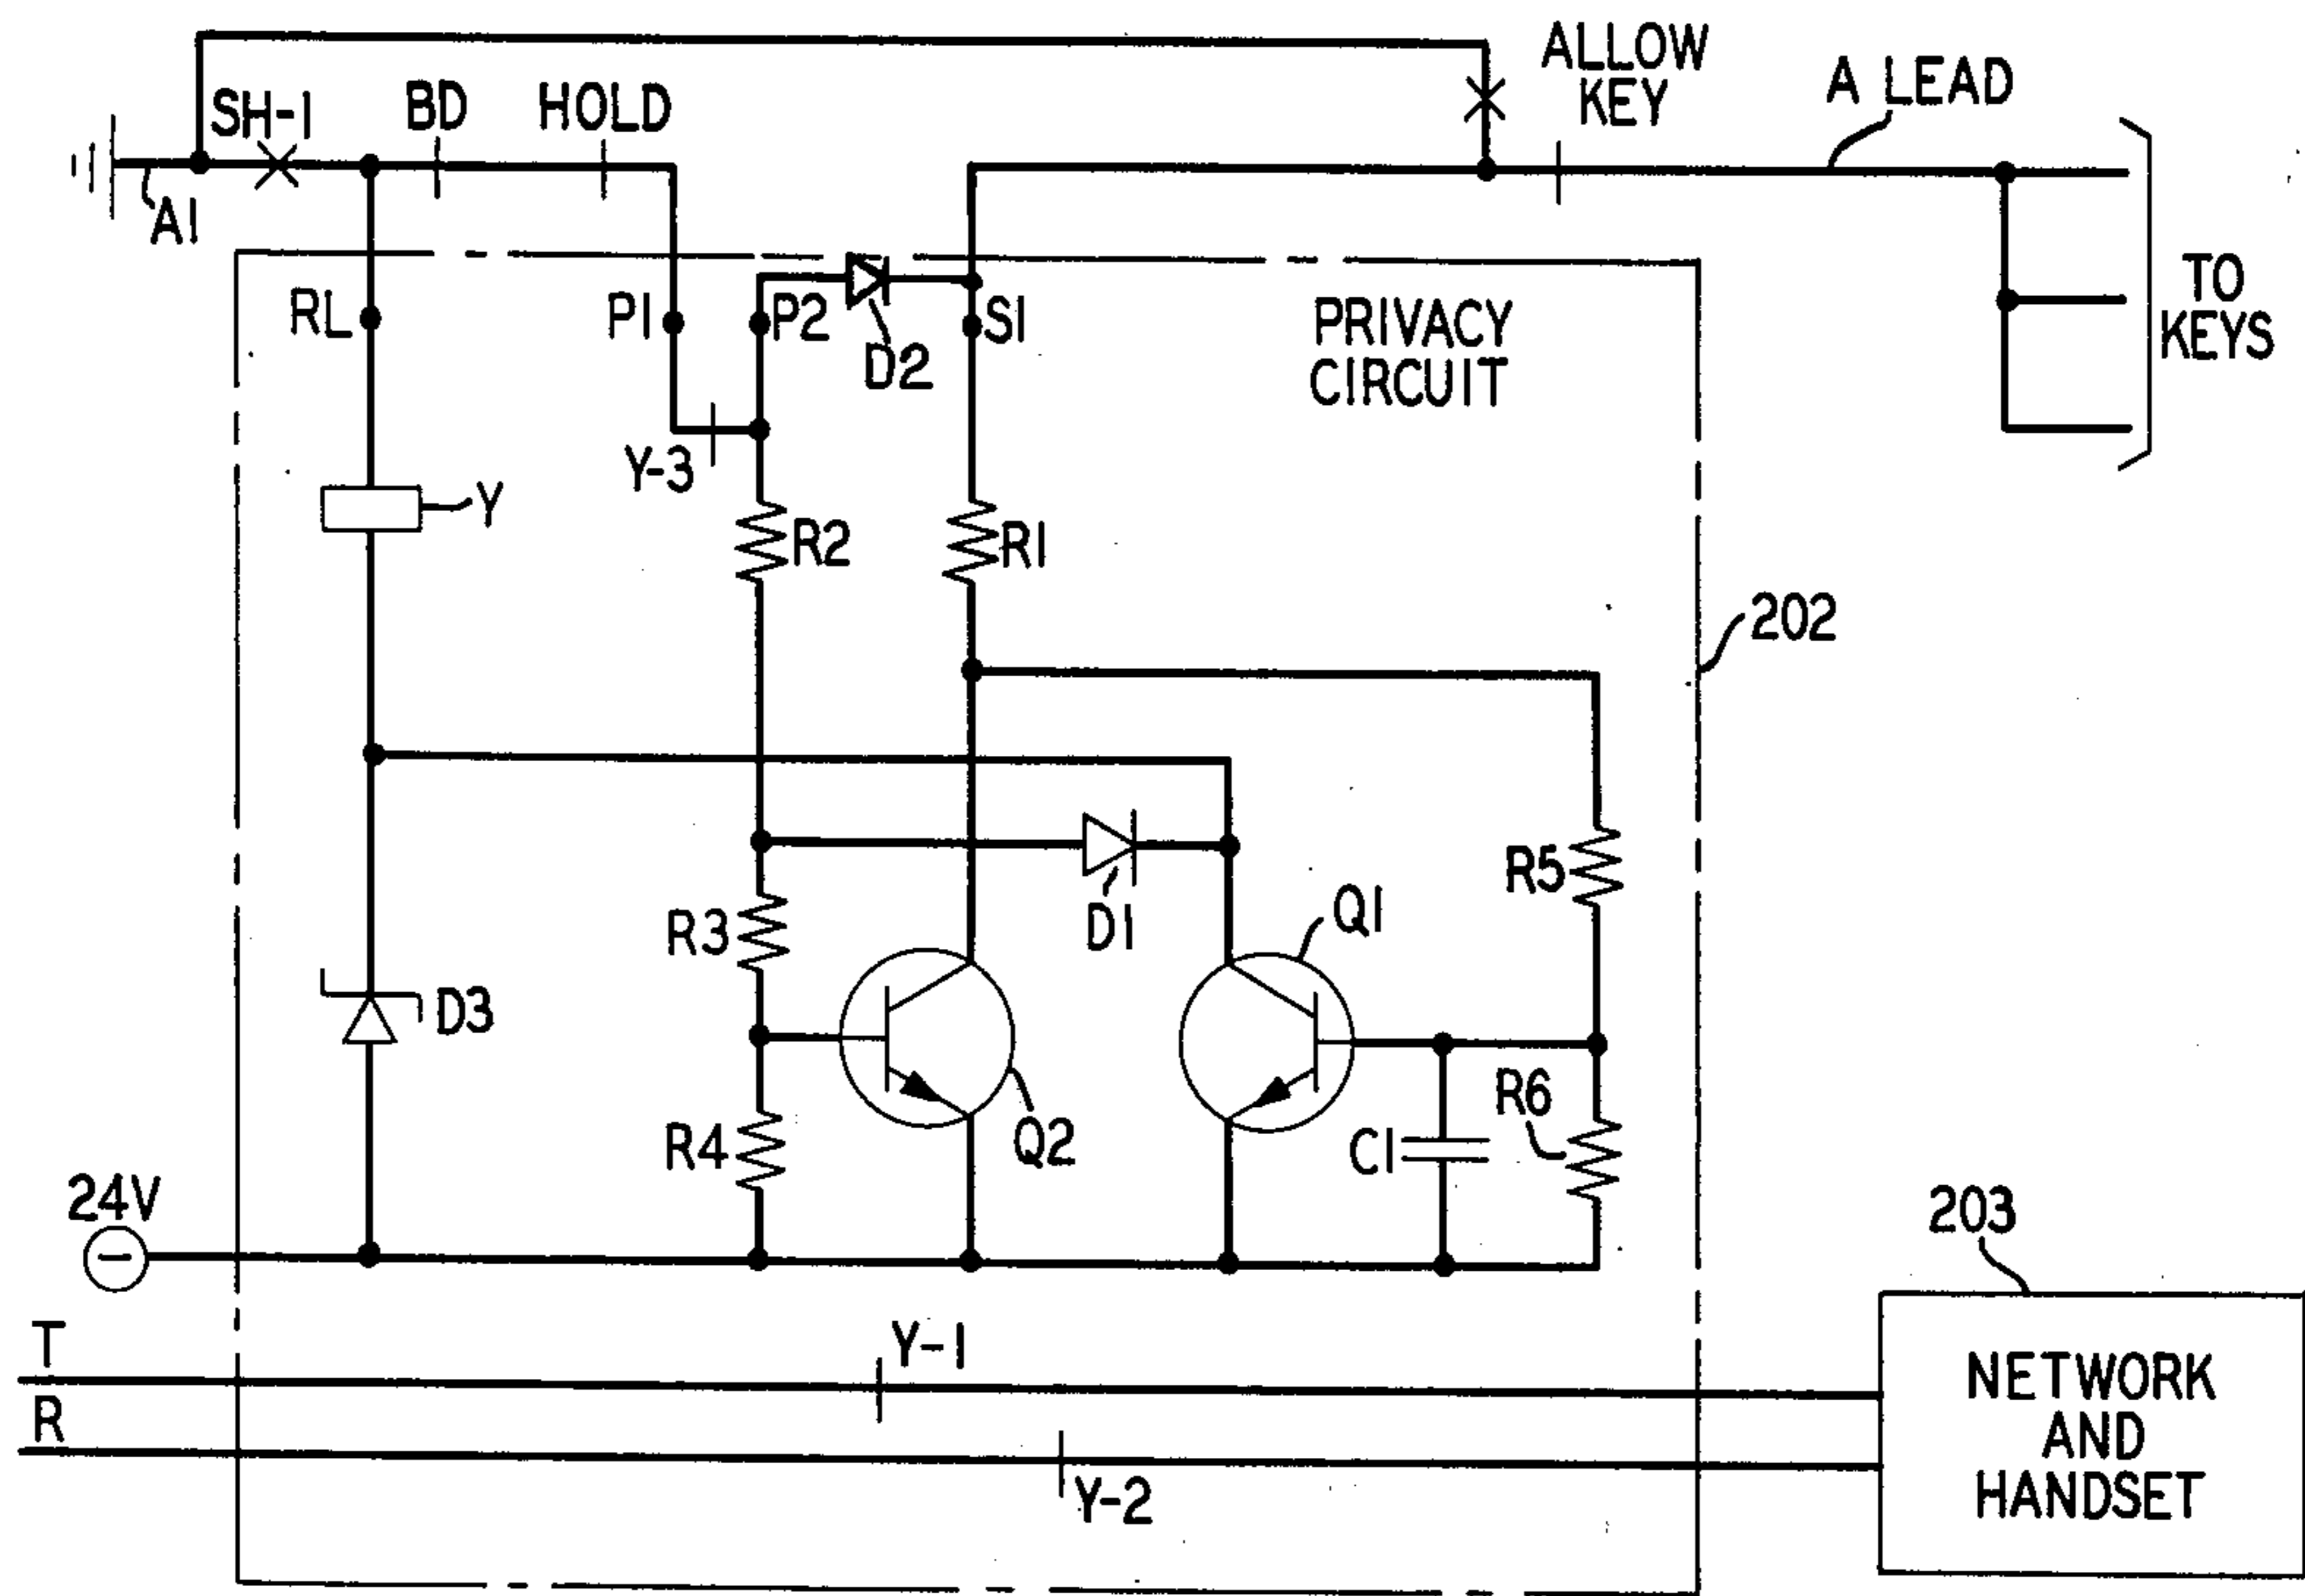 ALLOW
KEY
A LEAD
SH-1
BD
HOLD
A1
RL
P1
P2
D2
S1
PRIVACY
CIRCUIT
TO
KEYS
Y-3
Y
R2
R1
202
R5
R3
D1
Q1
D3
R4
Q2
C1
R6
24V
203
T
Y-1
R
Y-2
NETWORK
AND
HANDSET